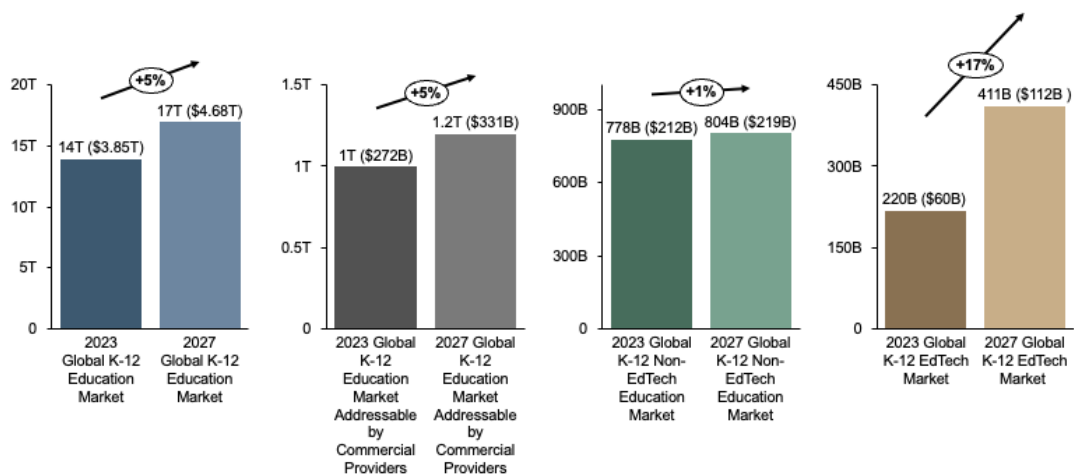 +5%
20T
17T ($4.68T)
14T ($3.85T)
15T
10T
5T
0
2023
Global K-12
Education
Market
2027
Global K-12
Education
Market
+5%
1.5T
1.2T ($331B)
1T ($272B)
1T
0.5T
0
2023 Global
K-12
Education
Market
Addressable
by
Commercial
Providers
2027 Global
K-12
Education
Market
Addressable
by
Commercial
Providers
+1%
900B
778B ($212B)
804B ($219B)
600B
300B
0
2023 Global
K-12 Non-
EdTech
Education
Market
2027 Global
K-12 Non-
EdTech
Education
Market
+17%
450B
411B ($112B)
300B
220B ($60B)
150B
0
2023 Global
K-12 EdTech
Market
2027 Global
K-12 EdTech
Market